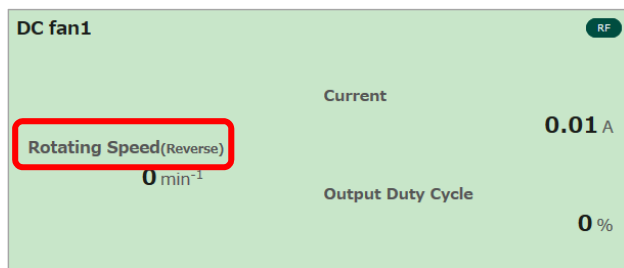 DC fan1
RF
Rotating Speed(Reverse)
0 min⁻¹
Current
0.01 A
Output Duty Cycle
0 %